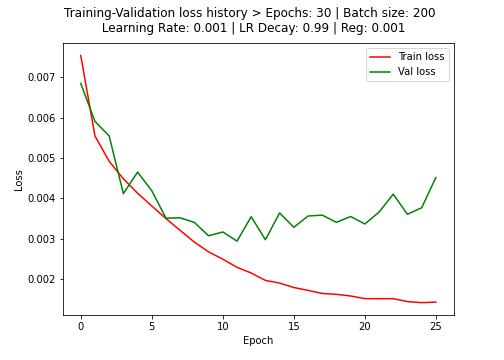 Training-Validation loss history > Epochs: 30 | Batch size: 200
Learning Rate: 0.001 | LR Decay: 0.99 | Reg: 0.001
Train loss
Val loss
0.007
0.006
0.005
0.004
0.003
0.002
Loss
0 5 10 15 20 25
Epoch